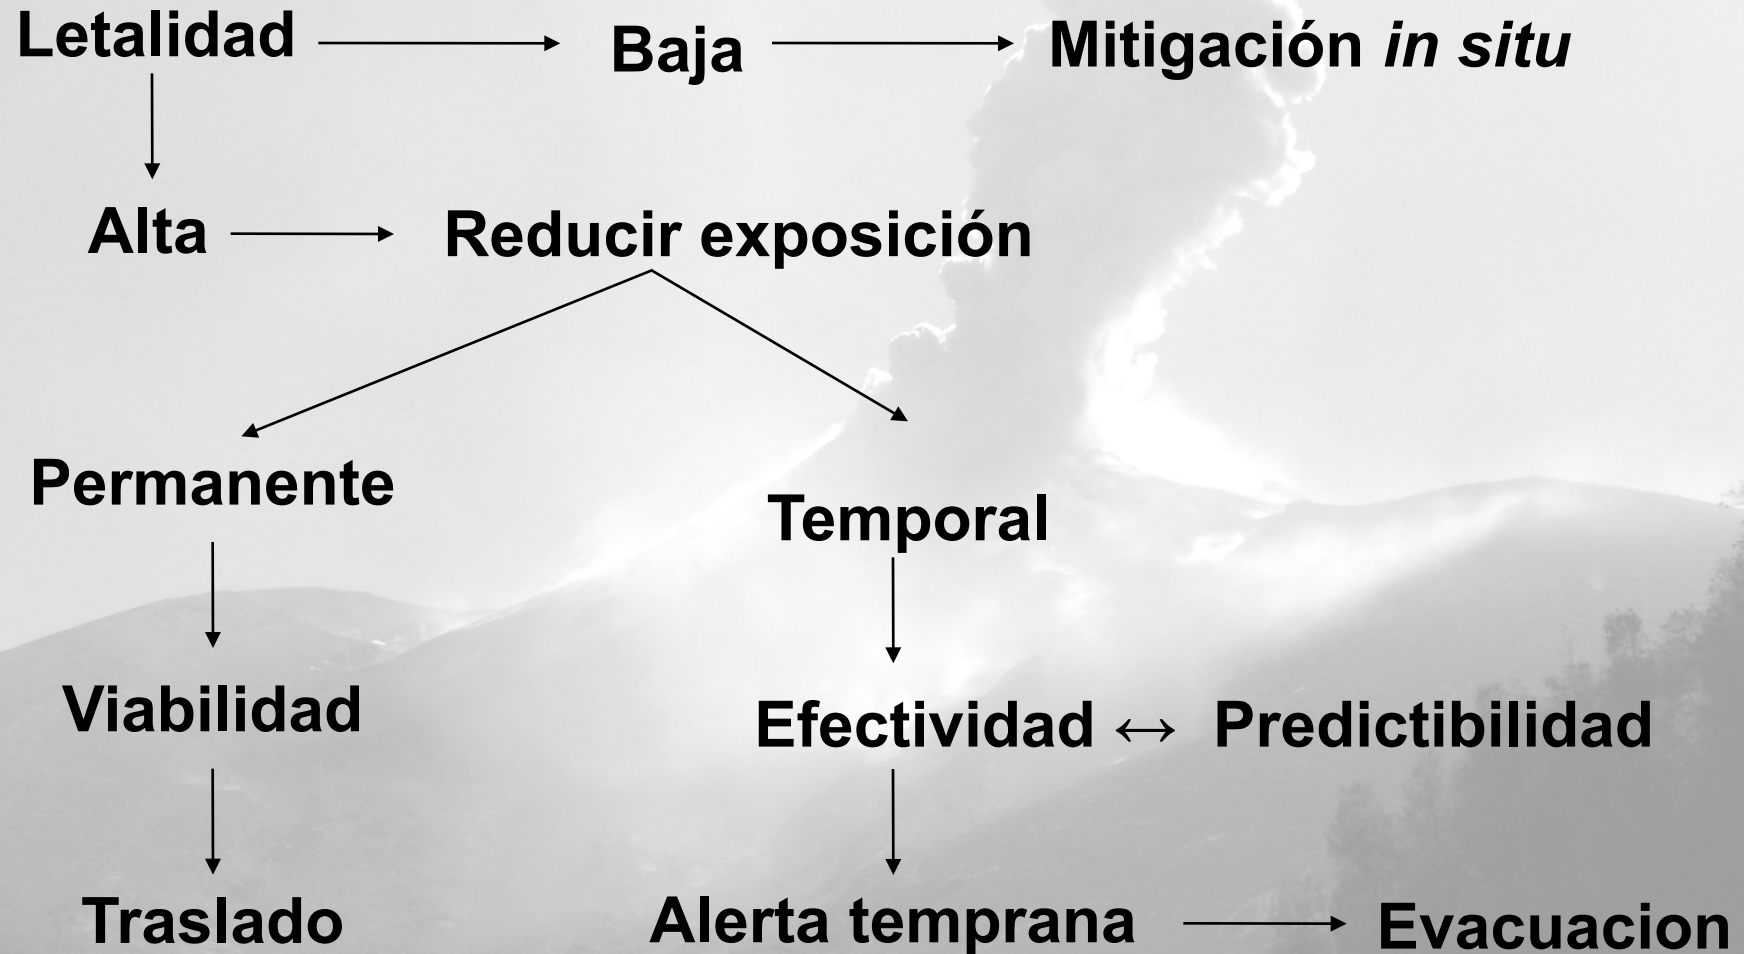 Letalidad
Baja
Mitigación in situ
Alta
Reducir exposición
Permanente
Temporal
Viabilidad
Efectividad ↔ Predictibilidad
Traslado
Alerta temprana
Evacuacion